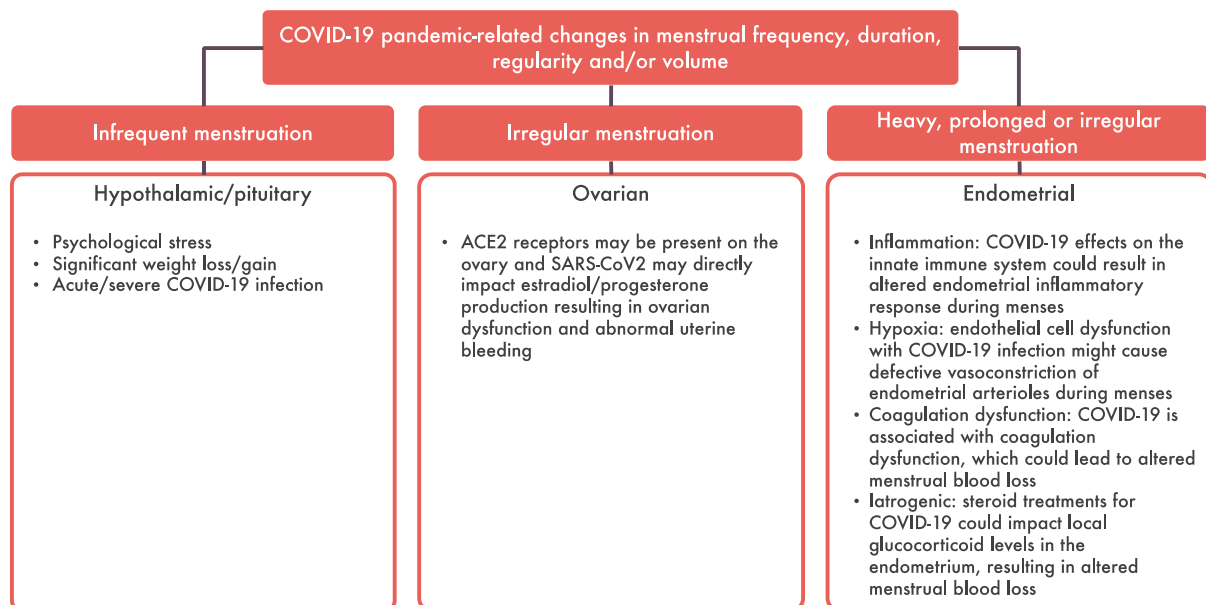 COVID-19 pandemic-related changes in menstrual frequency, duration,
regularity and/or volume
Infrequent menstruation
Irregular menstruation
Heavy, prolonged or irregular
menstruation
Hypothalamic/pituitary
• Psychological stress
• Significant weight loss/gain
• Acute/severe COVID-19 infection
Ovarian
• ACE2 receptors may be present on the
ovary and SARS-CoV2 may directly
impact estradiol/progesterone
production resulting in ovarian
dysfunction and abnormal uterine
bleeding
Endometrial
• Inflammation: COVID-19 effects on the
innate immune system could result in
altered endometrial inflammatory
response during menses
• Hypoxia: endothelial cell dysfunction
with COVID-19 infection might cause
defective vasoconstriction of
endometrial arterioles during menses
• Coagulation dysfunction: COVID-19 is
associated with coagulation
dysfunction, which could lead to altered
menstrual blood loss
• Iatrogenic: steroid treatments for
COVID-19 could impact local
glucocorticoid levels in the
endometrium, resulting in altered
menstrual blood loss